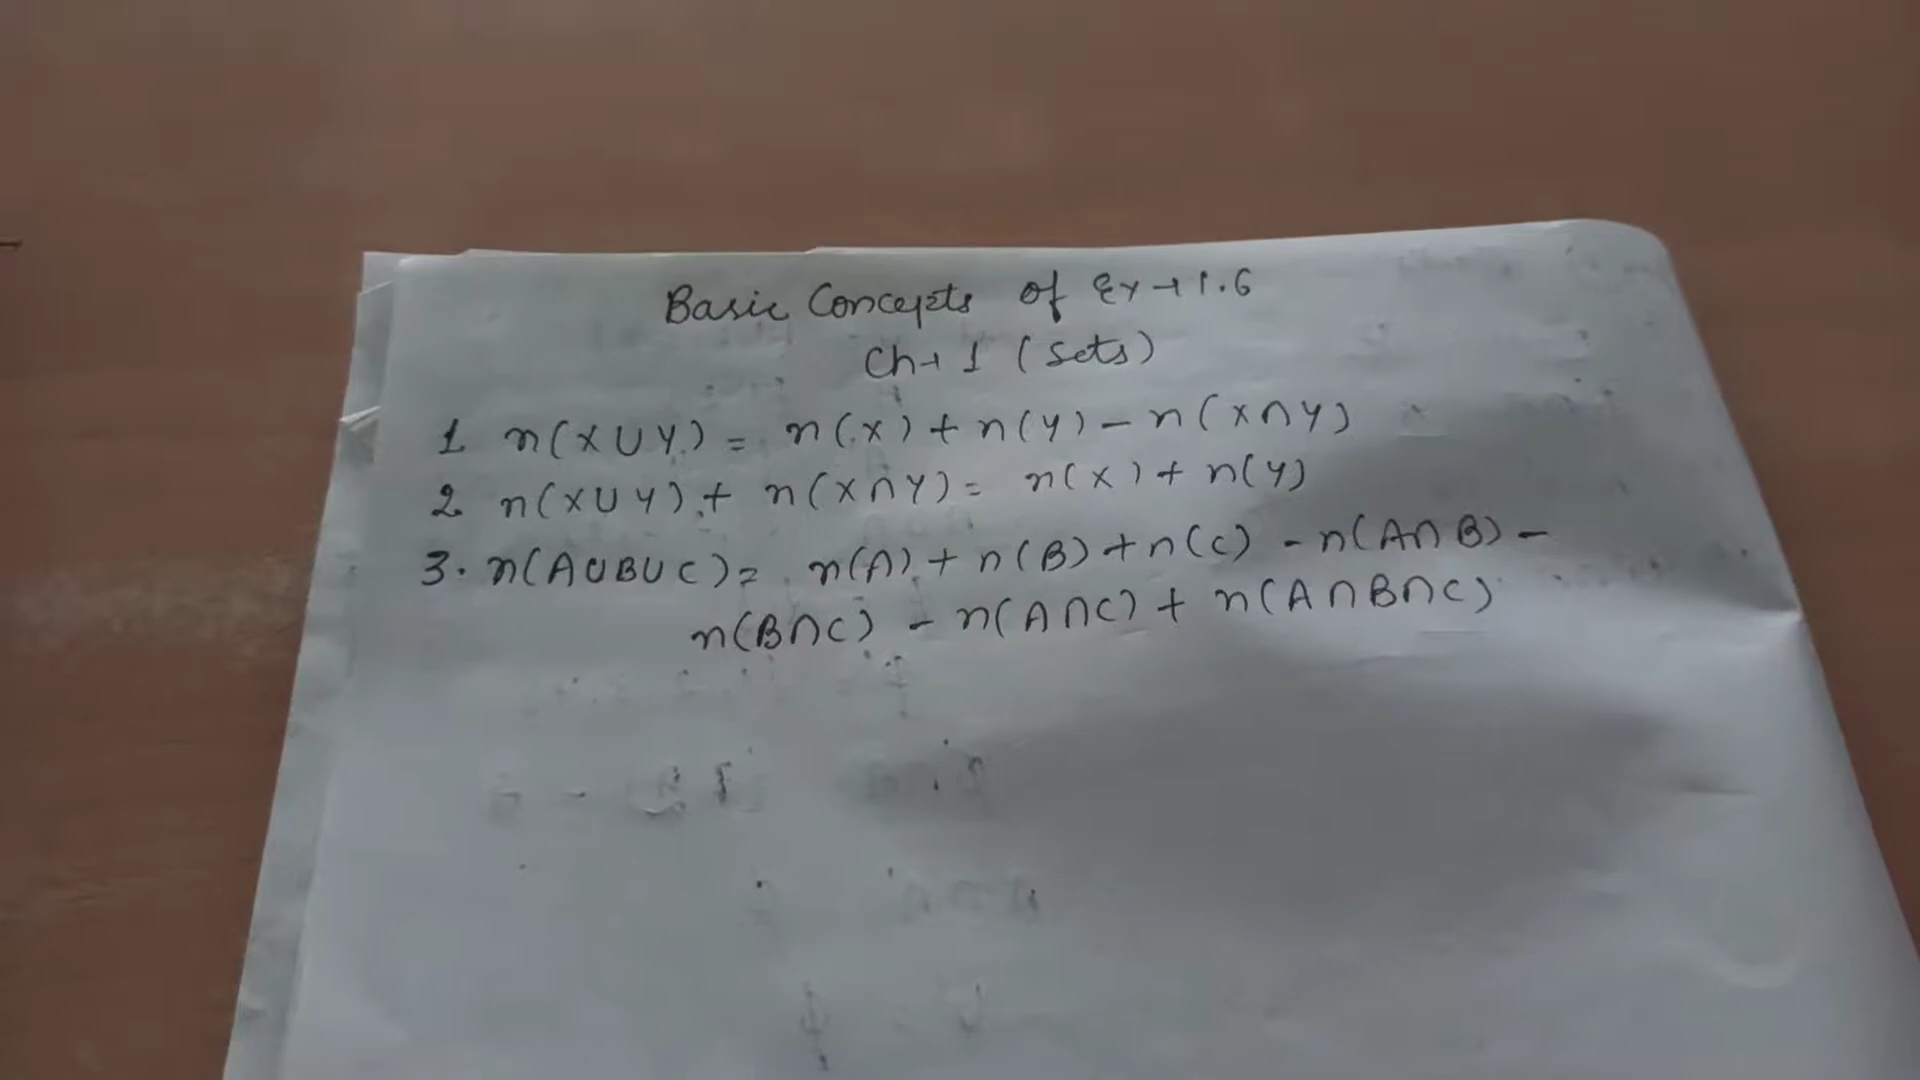 Basic Concepts of Ex → 1.6
Ch → 1 (Sets)
1 n(X∪Y) = n(X) + n(Y) - n(X∩Y)
2 n(X∪Y) + n(X∩Y) = n(X) + n(Y)
3. n(A∪B∪C) = n(A) + n(B) + n(C) - n(A∩B) -
n(B∩C) - n(A∩C) + n(A∩B∩C)